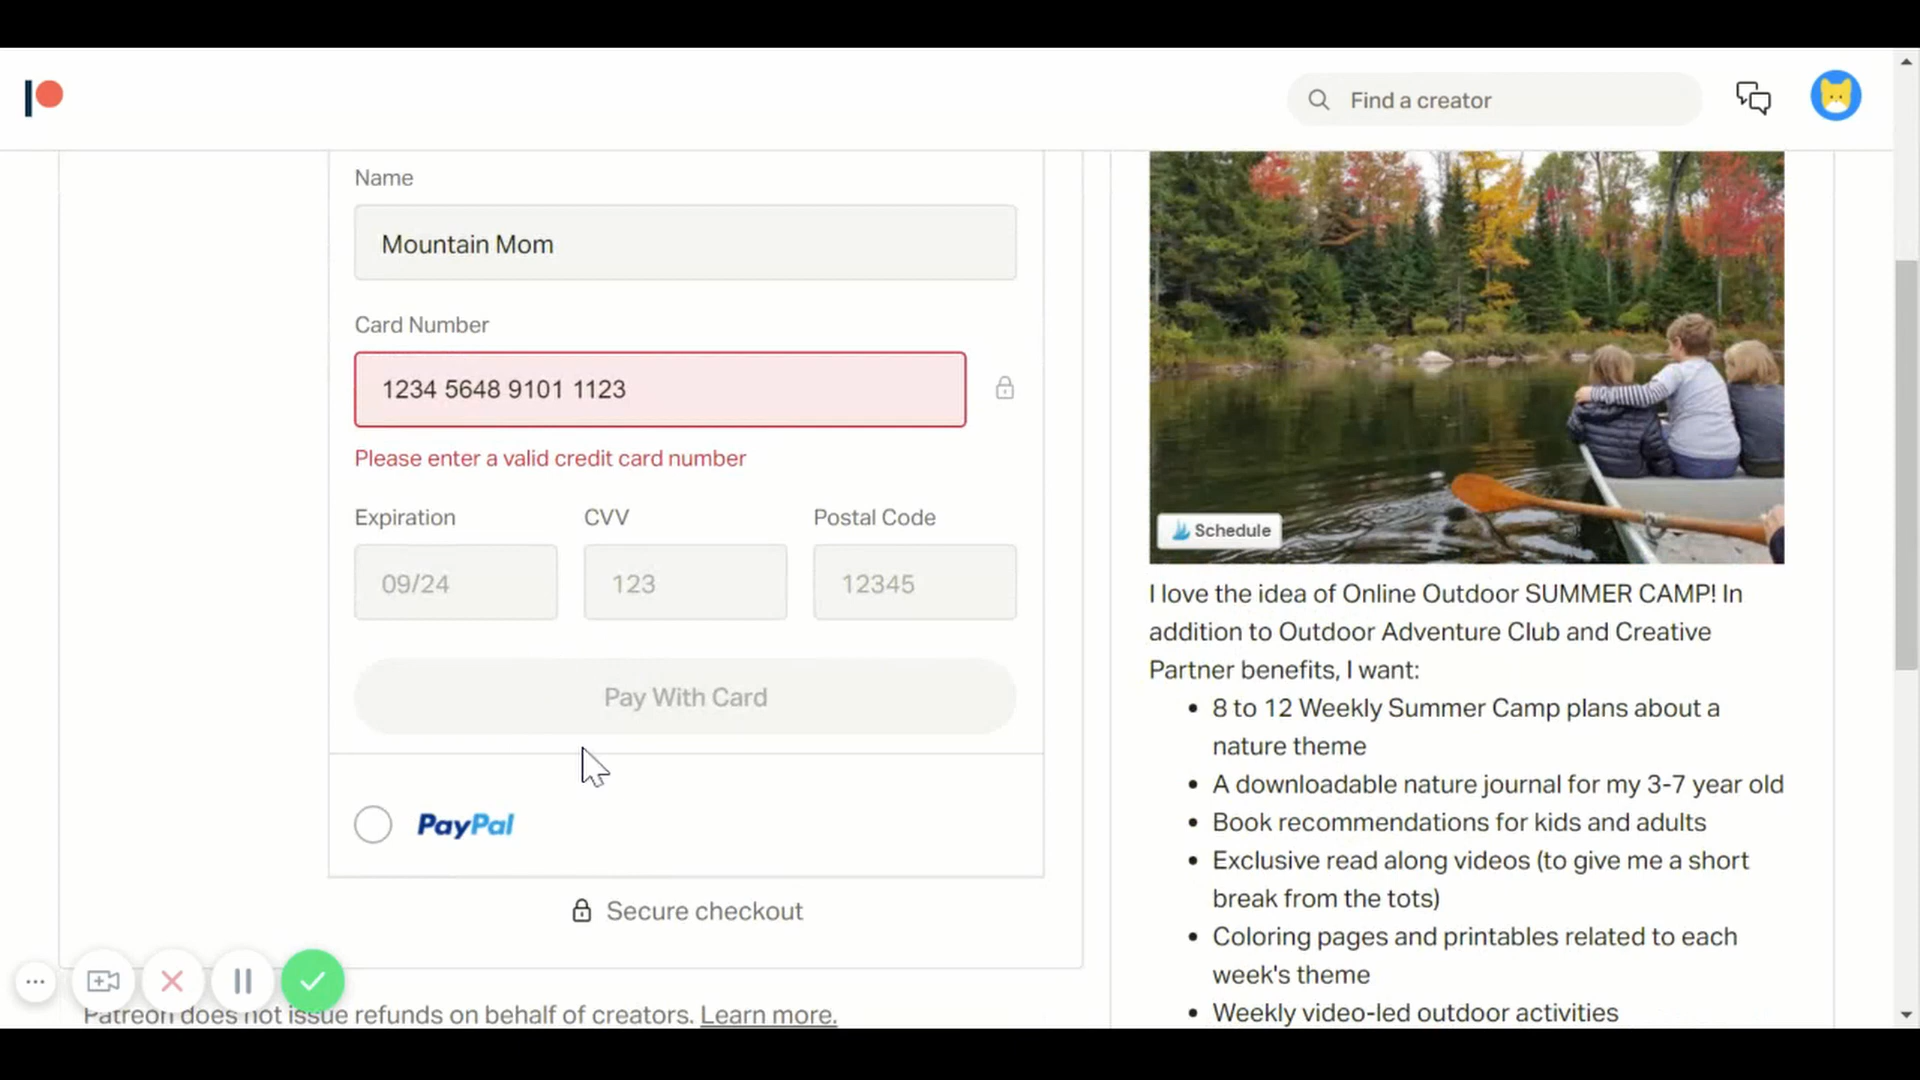 Find a creator
Name
Mountain Mom
Card Number
1234 5648 9101 1123
Please enter a valid credit card number
Expiration
CVV
Postal Code
09/24
123
12345
Pay With Card
PayPal
Secure checkout
Patreon does not issue refunds on behalf of creators. Learn more.
Schedule
I love the idea of Online Outdoor SUMMER CAMP! In
addition to Outdoor Adventure Club and Creative
Partner benefits, I want:
• 8 to 12 Weekly Summer Camp plans about a
nature theme
• A downloadable nature journal for my 3-7 year old
• Book recommendations for kids and adults
• Exclusive read along videos (to give me a short
break from the tots)
• Coloring pages and printables related to each
week's theme
• Weekly video-led outdoor activities